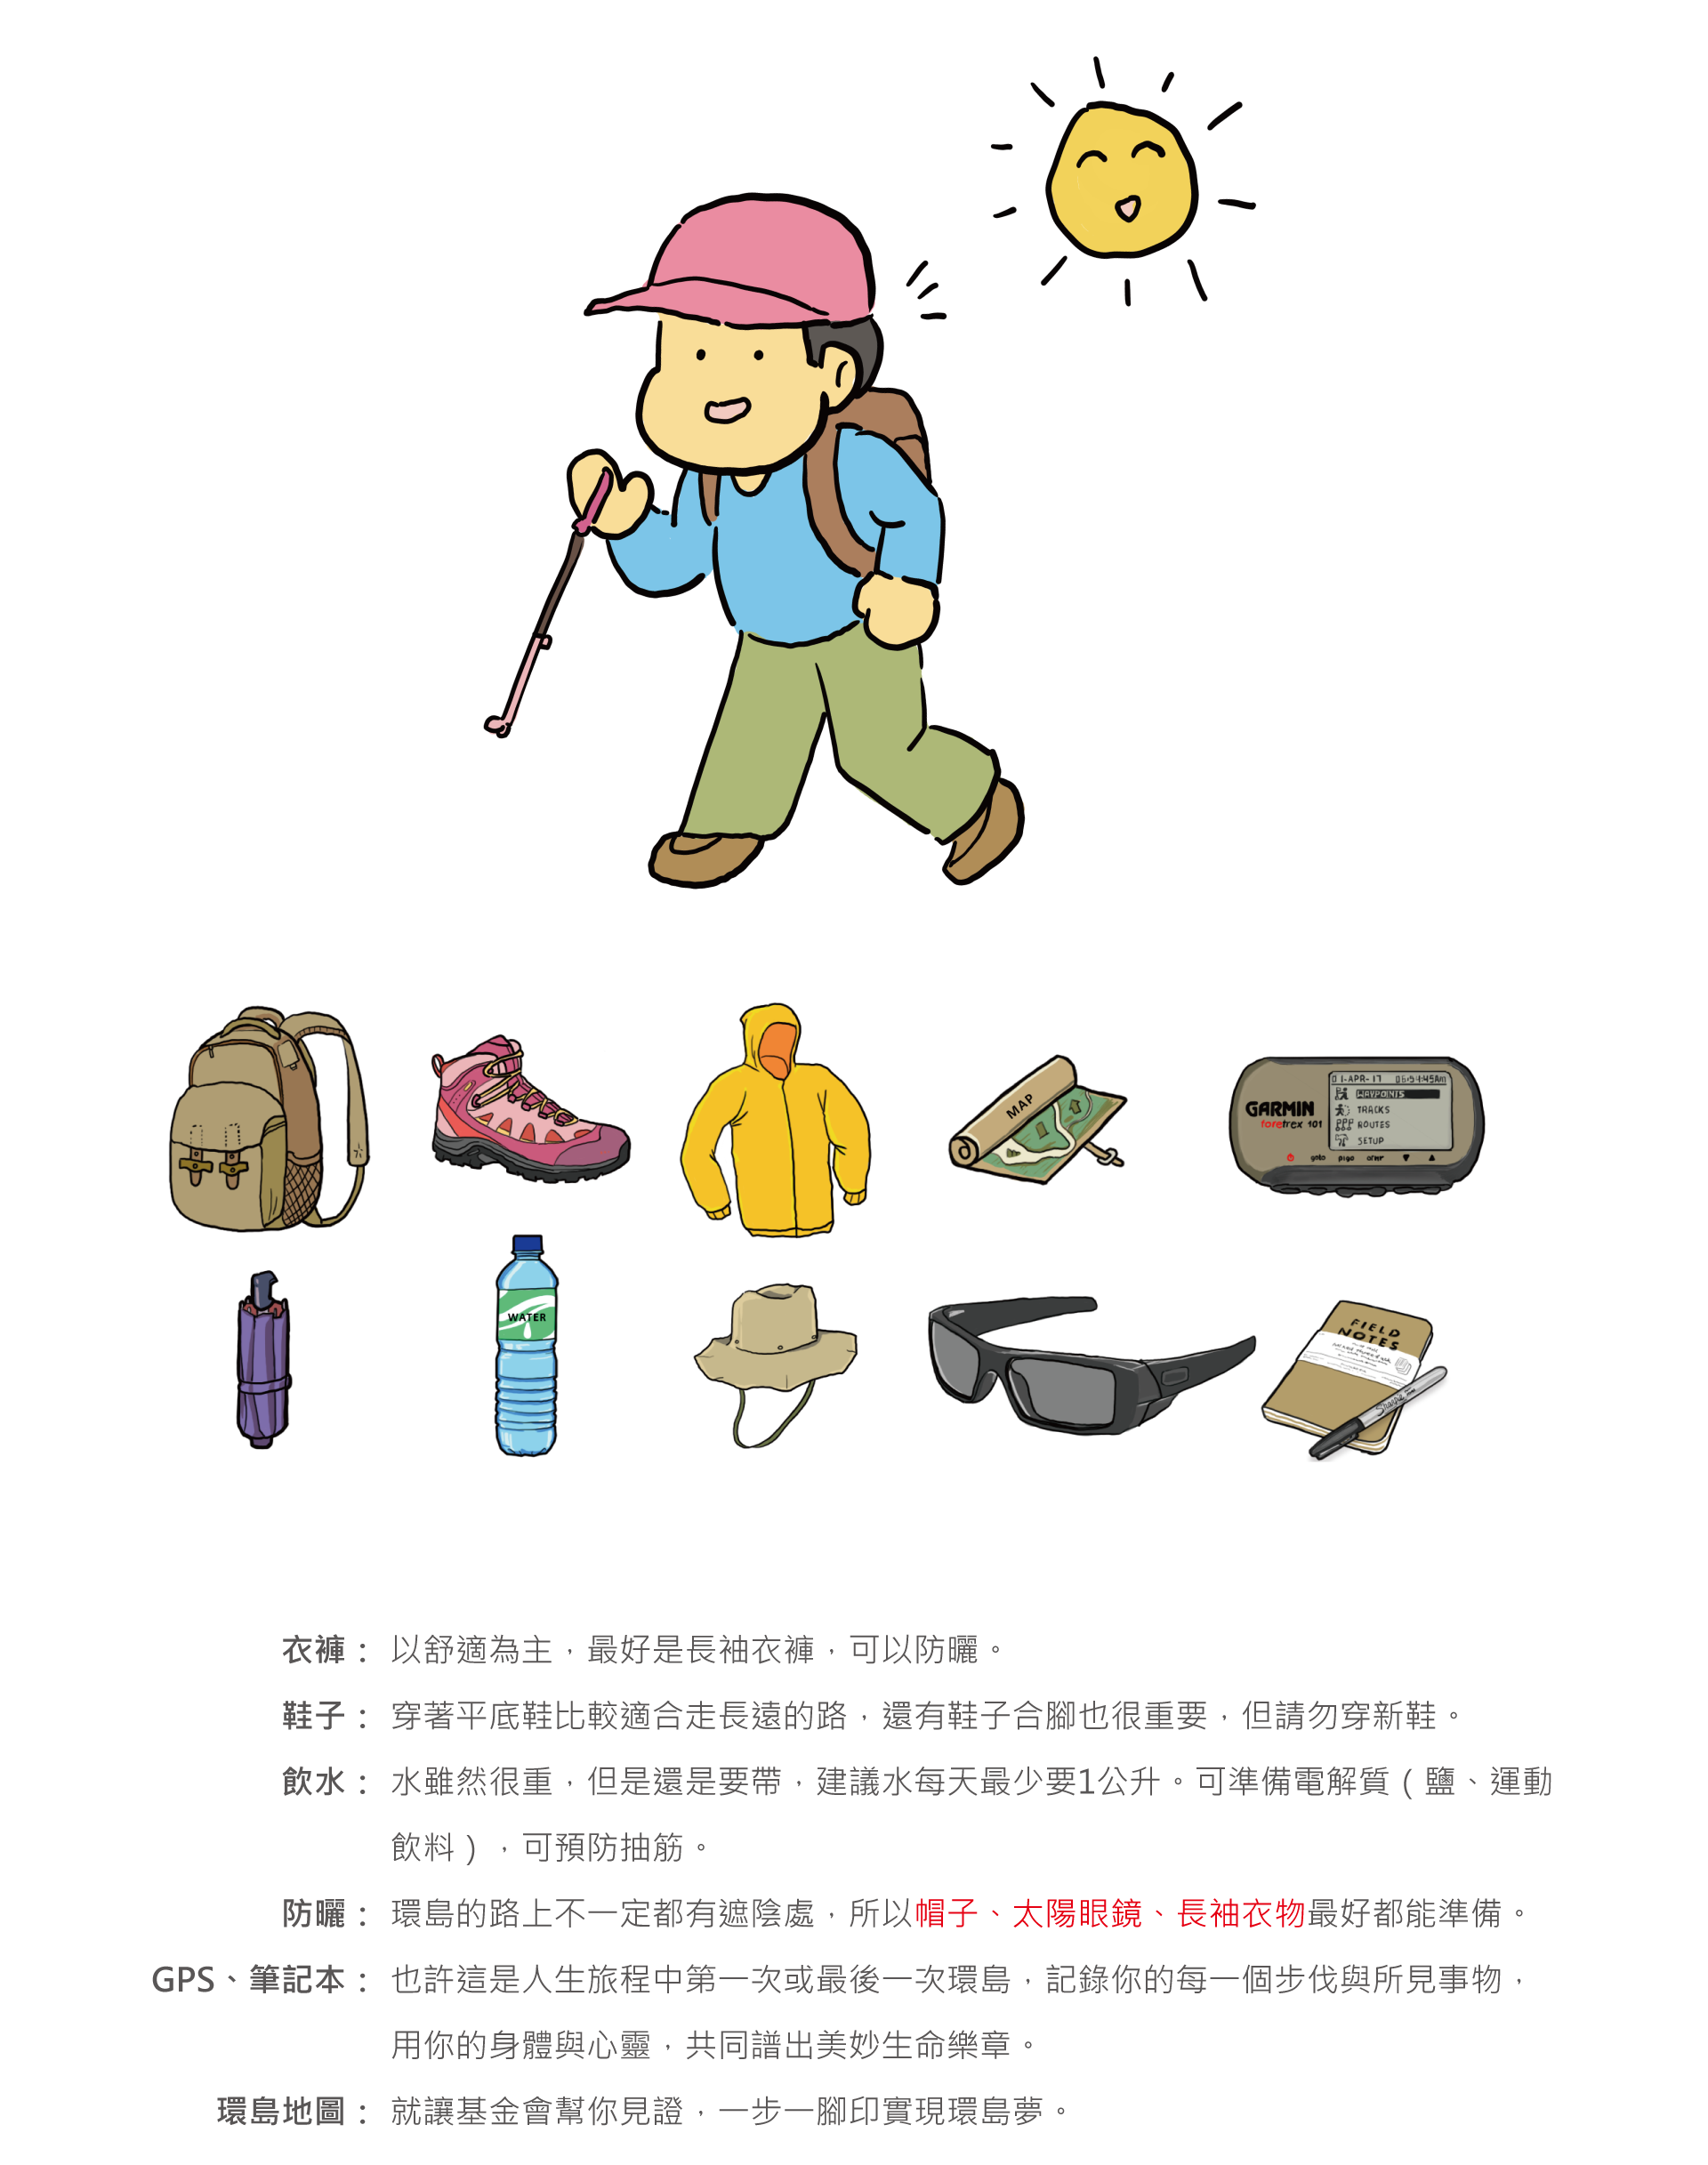 MAP
01-APR-17 06:54:45AM
WAYPOINTS
GARMIN
TRACKS
foretrex 101
ROUTES
SETUP
goto
WATER
FIELD
NOTES
Sharpie
衣褲： 以舒適為主，最好是長袖衣褲，可以防曬。
鞋子： 穿著平底鞋比較適合走長遠的路，還有鞋子合腳也很重要，但請勿穿新鞋。
飲水： 水雖然很重，但是還是要帶，建議水每天最少要1公升。可準備電解質（鹽、運動
飲料），可預防抽筋。
防曬： 環島的路上不一定都有遮陰處，所以帽子、太陽眼鏡、長袖衣物最好都能準備。
GPS、筆記本： 也許這是人生旅程中第一次或最後一次環島，記錄你的每一個步伐與所見事物，
用你的身體與心靈，共同譜出美妙生命樂章。
環島地圖： 就讓基金會幫你見證，一步一腳印實現環島夢。